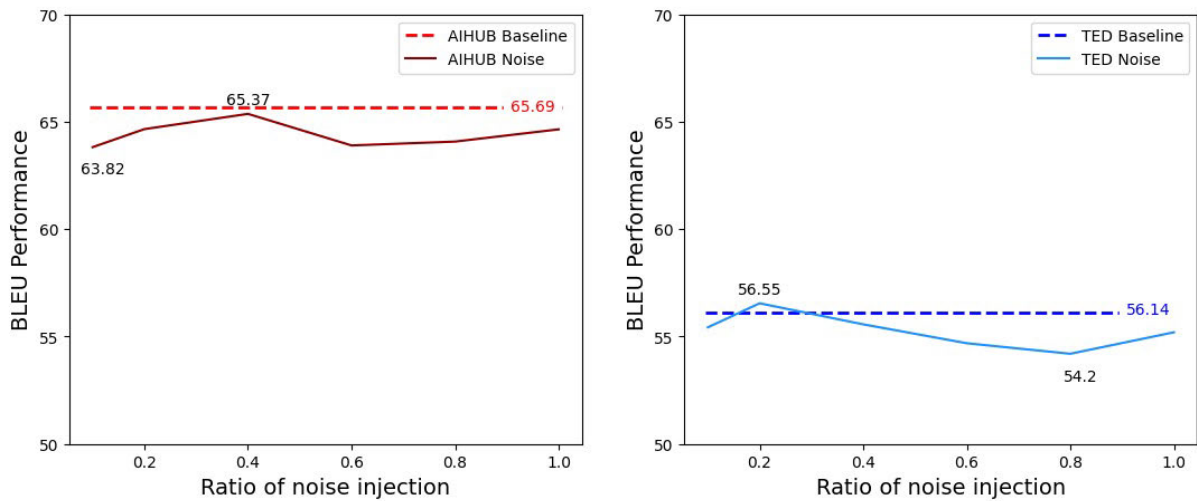 70
65
60
55
50
BLEU Performance
AIHUB Baseline
AIHUB Noise
65.37
65.69
63.82
0.2 0.4 0.6 0.8 1.0
Ratio of noise injection
70
65
60
55
50
BLEU Performance
TED Baseline
TED Noise
56.55
56.14
54.2
0.2 0.4 0.6 0.8 1.0
Ratio of noise injection